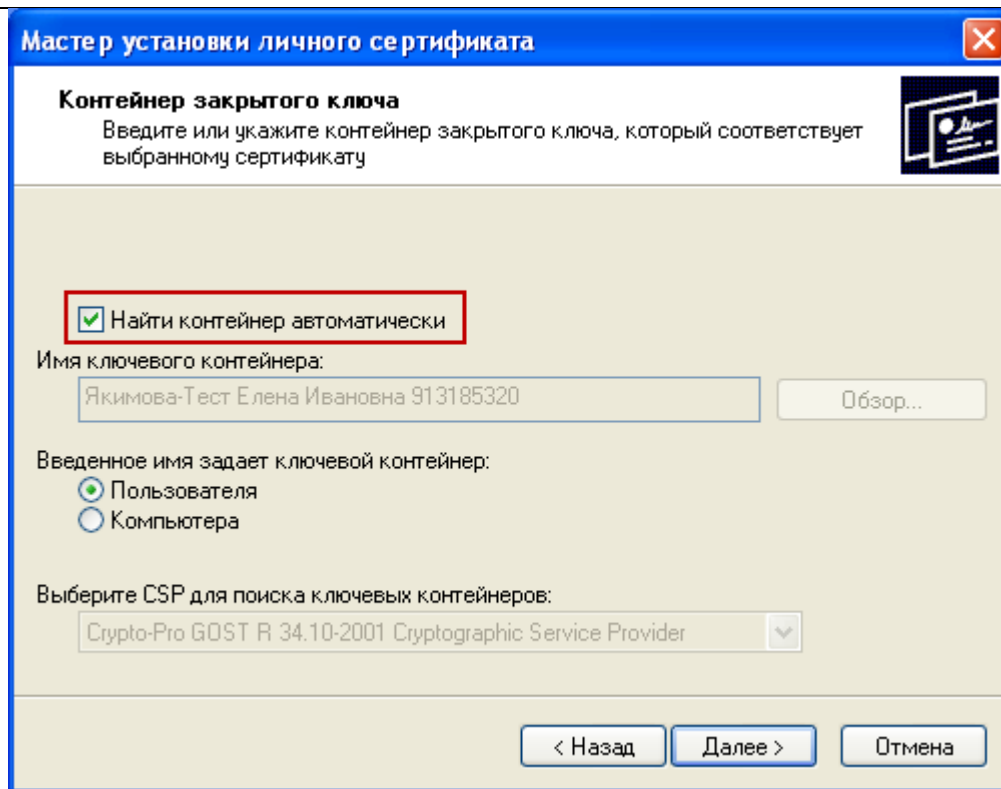 Мастер установки личного сертификата
Контейнер закрытого ключа
Введите или укажите контейнер закрытого ключа, который соответствует
выбранному сертификату
Найти контейнер автоматически
Имя ключевого контейнера:
Якимова-Тест Елена Ивановна 913185320
Обзор...
Введенное имя задает ключевой контейнер:
Пользователя
Компьютера
Выберите CSP для поиска ключевых контейнеров:
Crypto-Pro GOST R 34.10-2001 Cryptographic Service Provider
< Назад
Далее >
Отмена